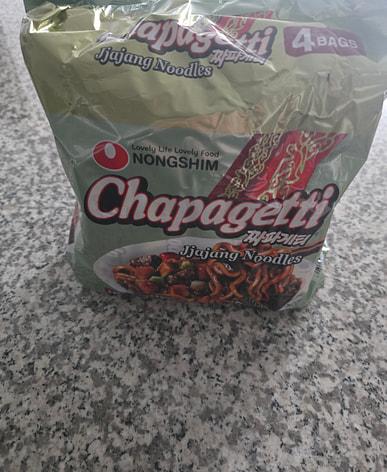 Chapagetti
4 BAGS
Jjajang Noodles 짜파게티
Lovely Life Lovely Food
NONGSHIM
Chapagetti
짜파게티
Jjajang Noodles